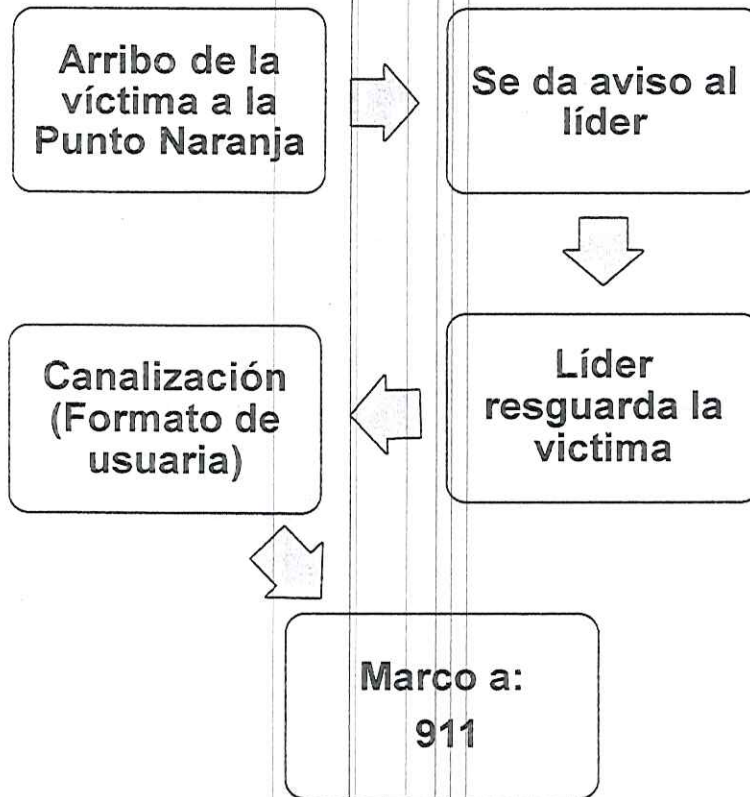 Arribo de la
víctima a la
Punto Naranja
Se da aviso al
líder
Líder
resguarda la
victima
Canalización
(Formato de
usuaria)
Marco a:
911